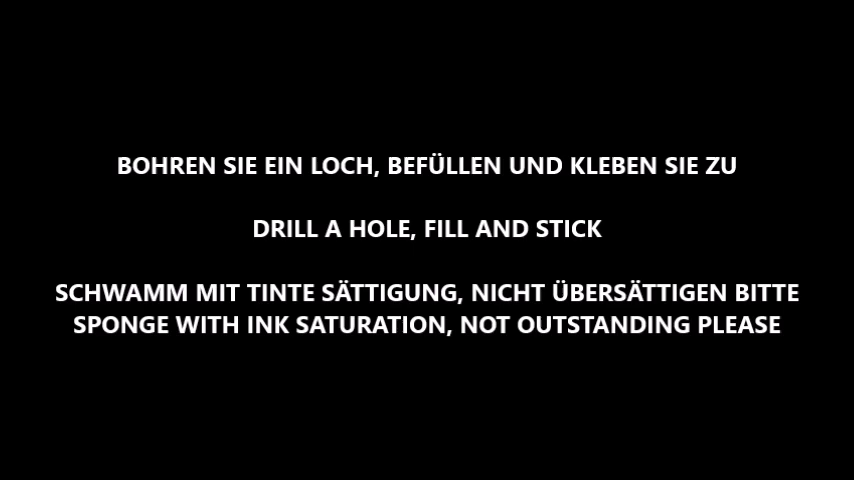 BOHREN SIE EIN LOCH, BEFÜLLEN UND KLEBEN SIE ZU
DRILL A HOLE, FILL AND STICK
SCHWAMM MIT TINTE SÄTTIGUNG, NICHT ÜBERSÄTTIGEN BITTE
SPONGE WITH INK SATURATION, NOT OUTSTANDING PLEASE